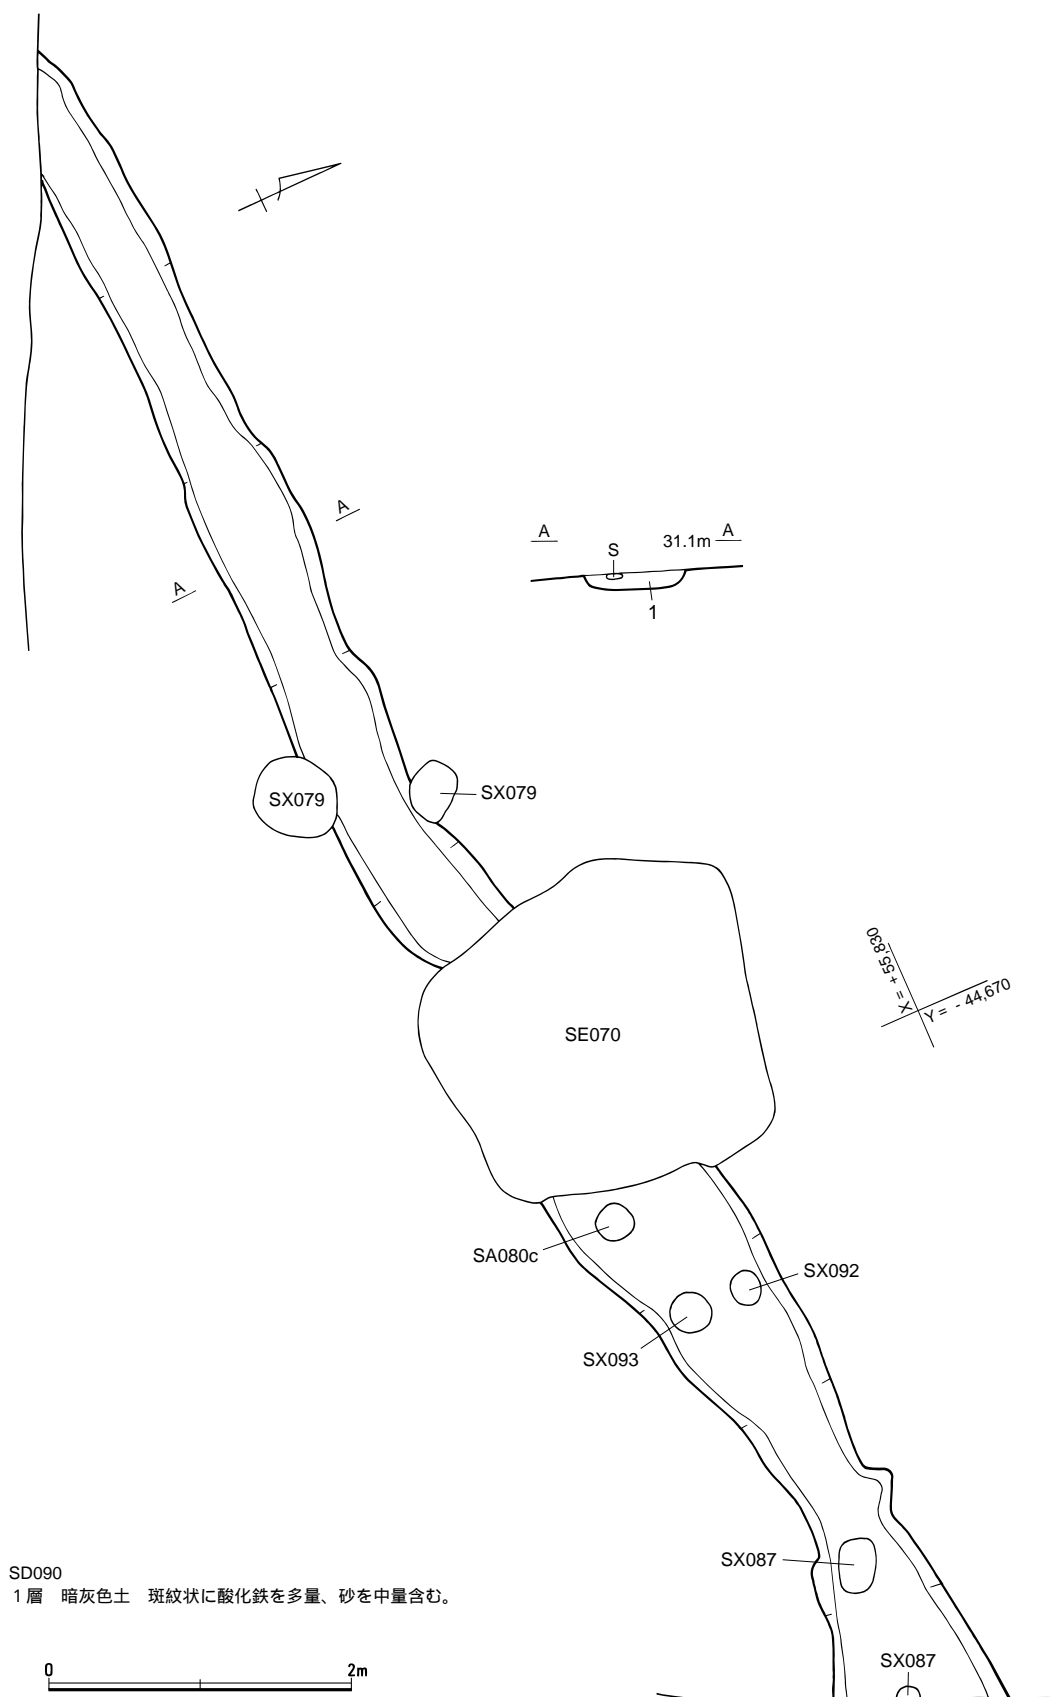 A
A
A
31.1m A
S
1
SX079
SX079
X = + 55,830
Y = - 44,670
SE070
SA080c
SX092
SX093
SX087
SD090
1層 暗灰色土 斑紋状に酸化鉄を多量、砂を中量含む。
SX087
0 2m